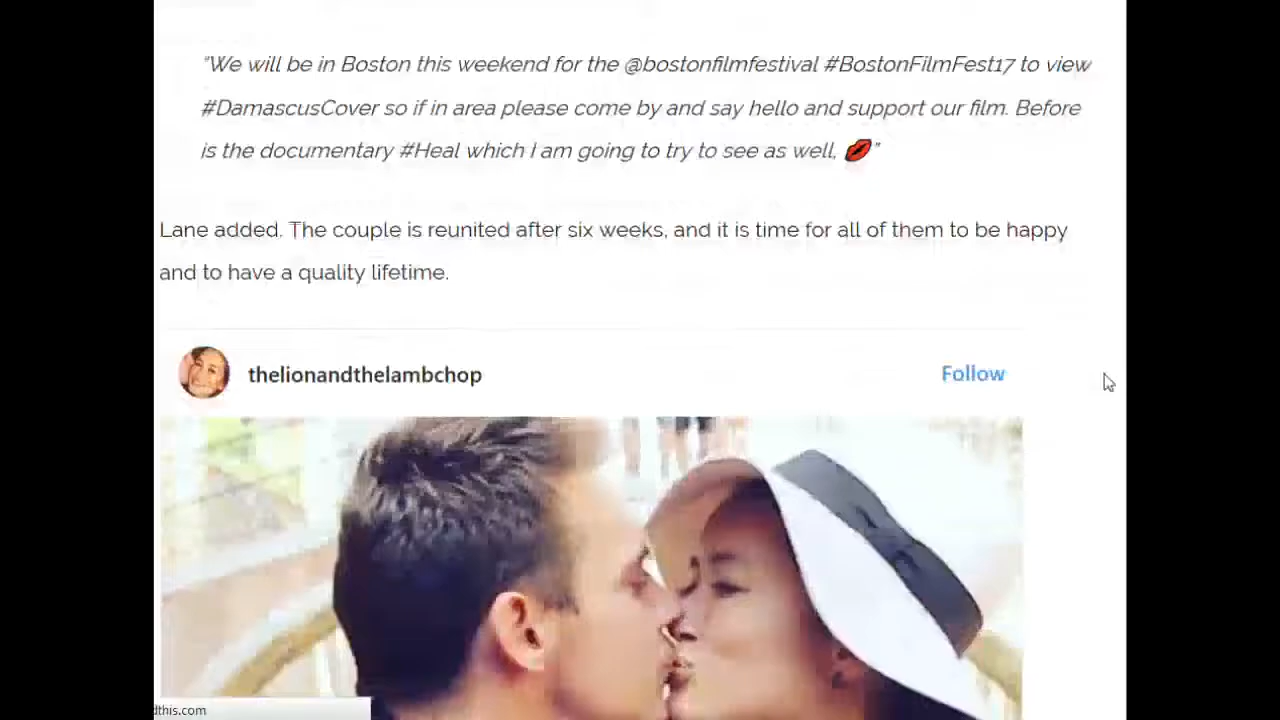 "We will be in Boston this weekend for the @bostonfilmfestival #BostonFilmFest17 to view
#DamascusCover so if in area please come by and say hello and support our film. Before
is the documentary #Heal which I am going to try to see as well, 💋"
Lane added. The couple is reunited after six weeks, and it is time for all of them to be happy
and to have a quality lifetime.
thelionandthelambchop
Follow
dthis.com